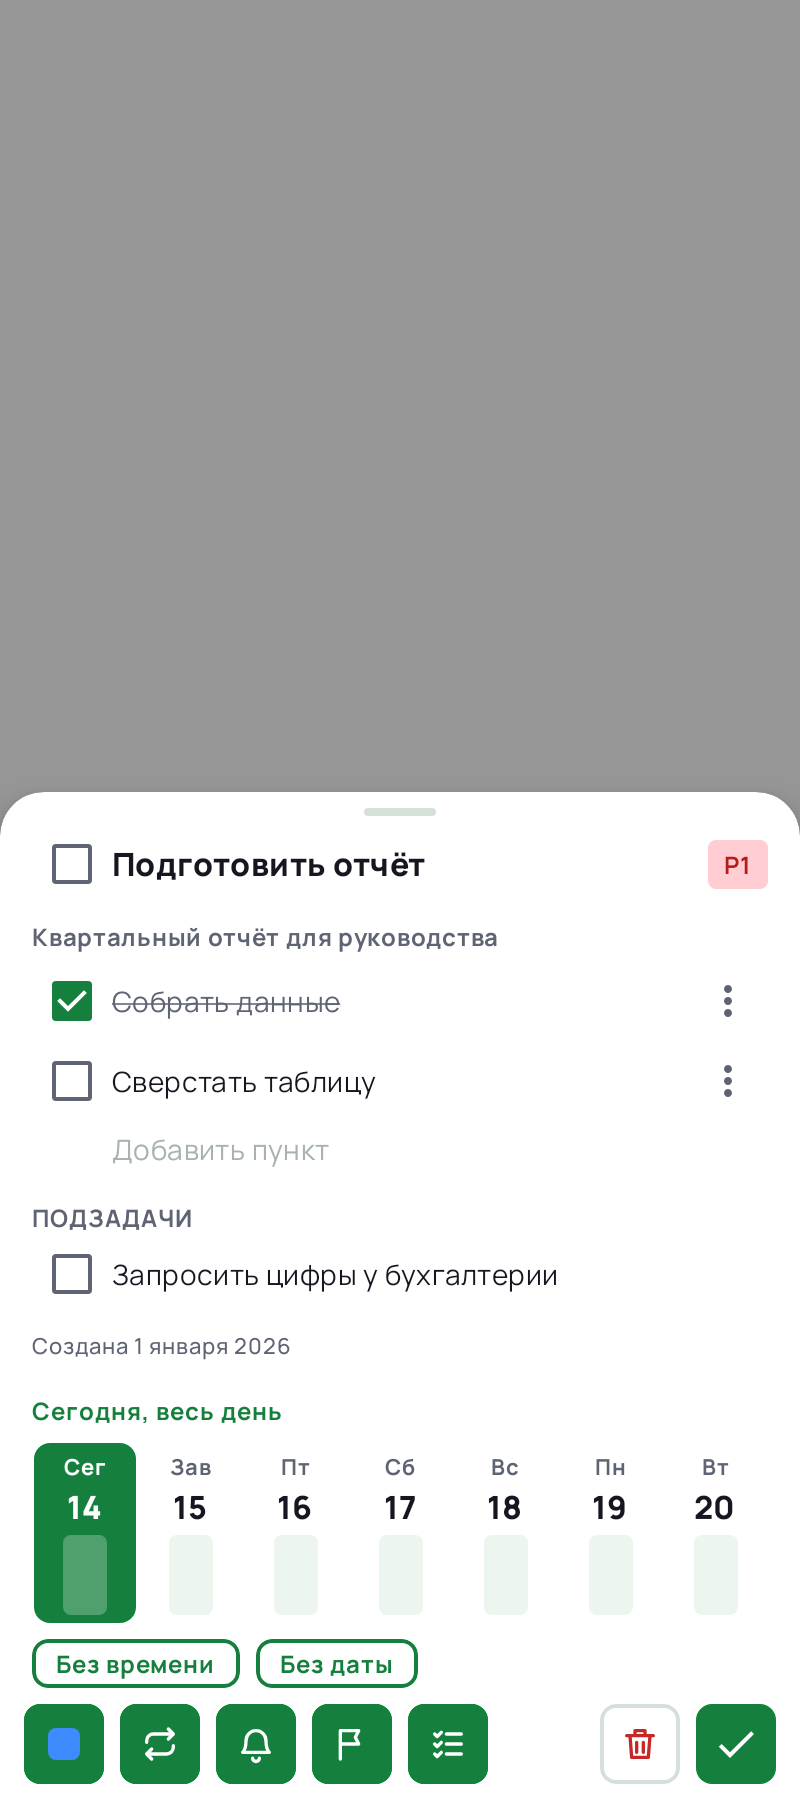 Подготовить отчёт P1
Квартальный отчёт для руководства
Собрать данные
Сверстать таблицу
Добавить пункт
ПОДЗАДАЧИ
Запросить цифры у бухгалтерии
Создана 1 января 2026
Сегодня, весь день
Сег Зав Пт Сб Вс Пн Вт
14 15 16 17 18 19 20
Без времени Без даты